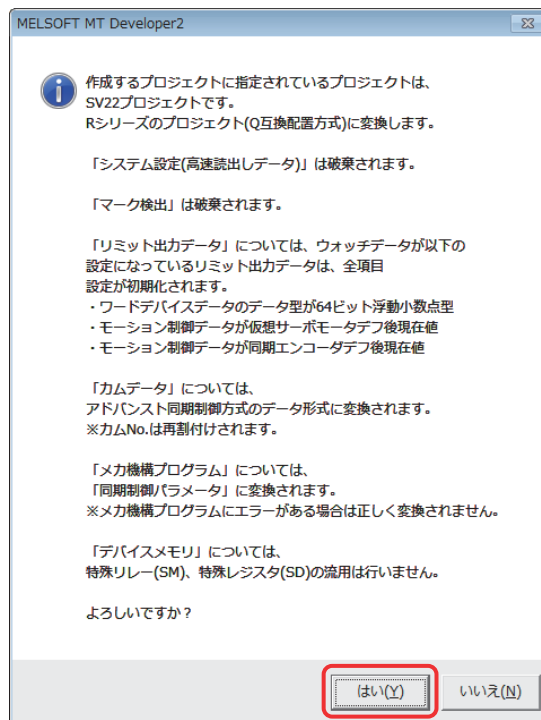 MELSOFT MT Developer2
作成するプロジェクトに指定されているプロジェクトは、
SV22プロジェクトです。
Rシリーズのプロジェクト(Q互換配置方式)に変換します。
「システム設定(高速読出しデータ)」は破棄されます。
「マーク検出」は破棄されます。
「リミット出力データ」については、ウォッチデータが以下の
設定になっているリミット出力データは、全項目
設定が初期化されます。
・ワードデバイスデータのデータ型が64ビット浮動小数点型
・モーション制御データが仮想サーボモータデフ後現在値
・モーション制御データが同期エンコーダデフ後現在値
「カムデータ」については、
アドバンスト同期制御方式のデータ形式に変換されます。
※カムNo.は再割付けされます。
「メカ機構プログラム」については、
「同期制御パラメータ」に変換されます。
※メカ機構プログラムにエラーがある場合は正しく変換されません。
「デバイスメモリ」については、
特殊リレー(SM)、特殊レジスタ(SD)の流用は行いません。
よろしいですか？
はい(Y) いいえ(N)